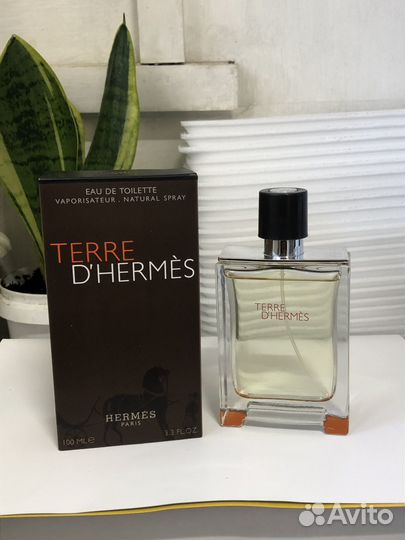 EAU DE TOILETTE
VAPORISATEUR . NATURAL SPRAY
TERRE
D'HERMÈS
HERMÈS
PARIS
100 ML e 3.3 FL.OZ
TERRE
D'HERMÈS
Avito